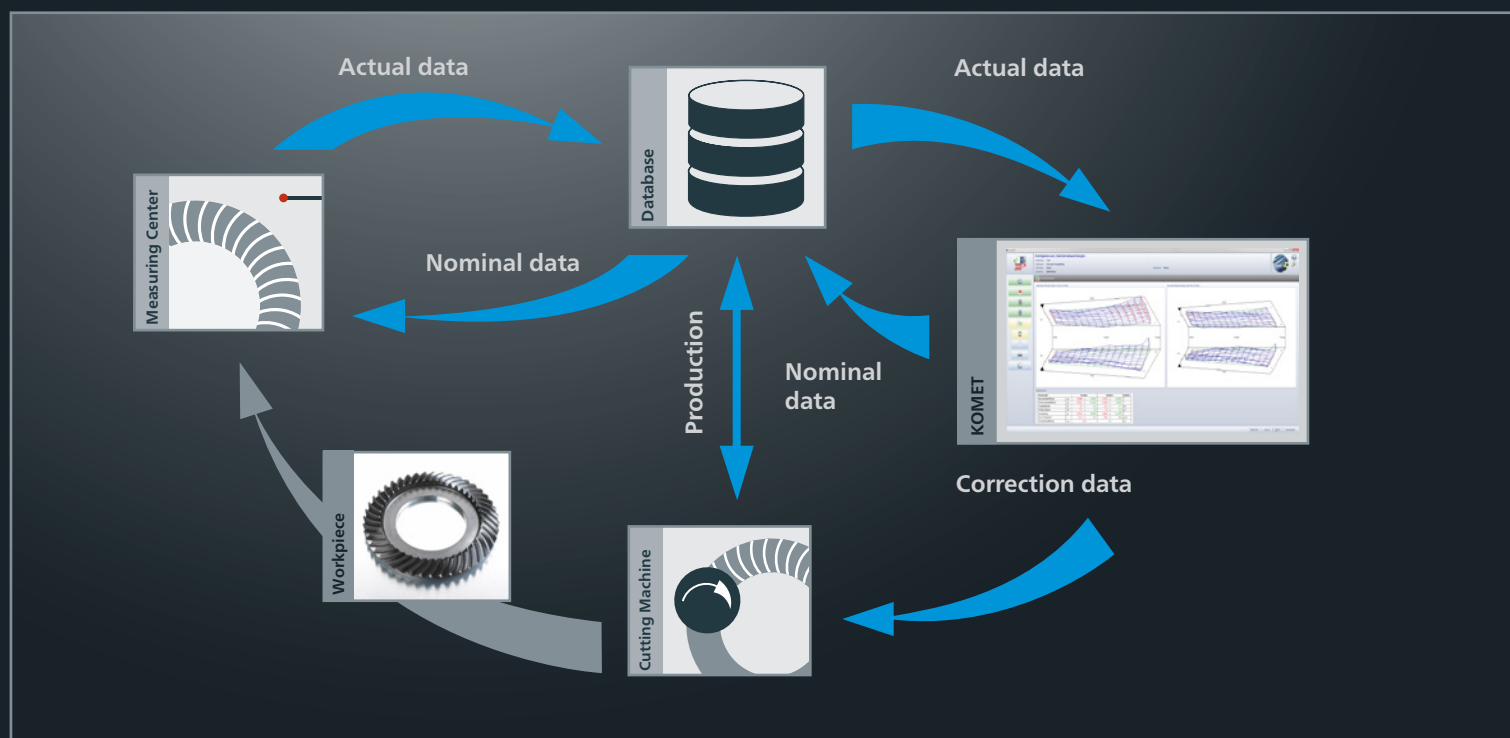 Actual data
Actual data
Database
Measuring Center
Nominal data
Production
Nominal
data
KOMET
Correction data
Workpiece
Cutting Machine